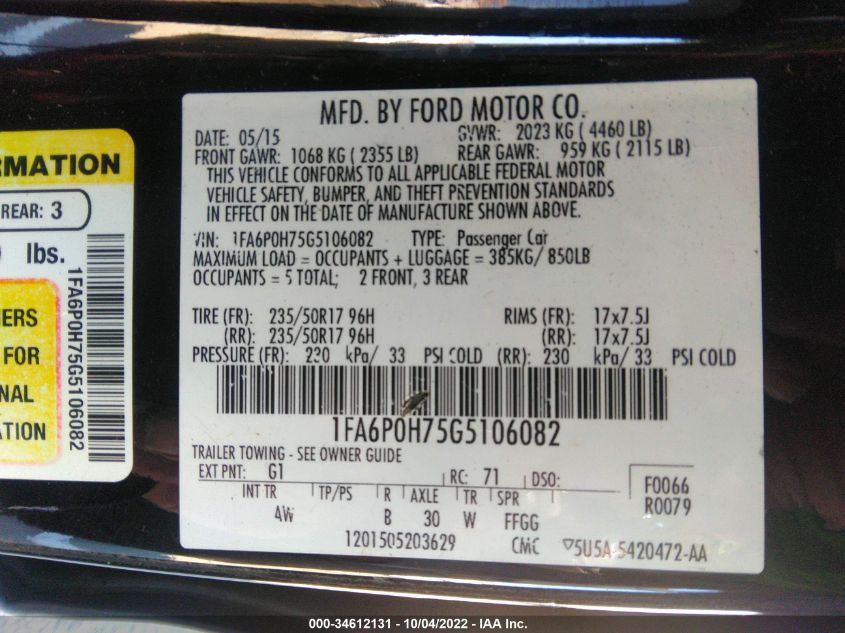 RMATION
REAR: 3
lbs.
1FA6P0H75G5106082
ERS
FOR
NAL
ATION
MFD. BY FORD MOTOR CO.
DATE: 05/15 GVWR: 2023 KG ( 4460 LB)
FRONT GAWR: 1068 KG ( 2355 LB) REAR GAWR: 959 KG ( 2115 LB)
THIS VEHICLE CONFORMS TO ALL APPLICABLE FEDERAL MOTOR
VEHICLE SAFETY, BUMPER, AND THEFT PREVENTION STANDARDS
IN EFFECT ON THE DATE OF MANUFACTURE SHOWN ABOVE.
VIN: 1FA6P0H75G5106082 TYPE: Passenger Car
MAXIMUM LOAD = OCCUPANTS + LUGGAGE = 385KG/ 850LB
OCCUPANTS = 5 TOTAL; 2 FRONT, 3 REAR
TIRE (FR): 235/50R17 96H RIMS (FR): 17x7.5J
(RR): 235/50R17 96H (RR): 17x7.5J
PRESSURE (FR): 230 kPa/ 33 PSI COLD (RR): 230 kPa/ 33 PSI COLD
1FA6P0H75G5106082
TRAILER TOWING - SEE OWNER GUIDE
EXT PNT: G1 RC: 71 DSO: F0066
INT TR TP/PS R AXLE TR SPR R0079
4W B 30 W FFGG
1201505203629 CMC 5U5A-5420472-AA
000-34612131 - 10/04/2022 - IAA Inc.